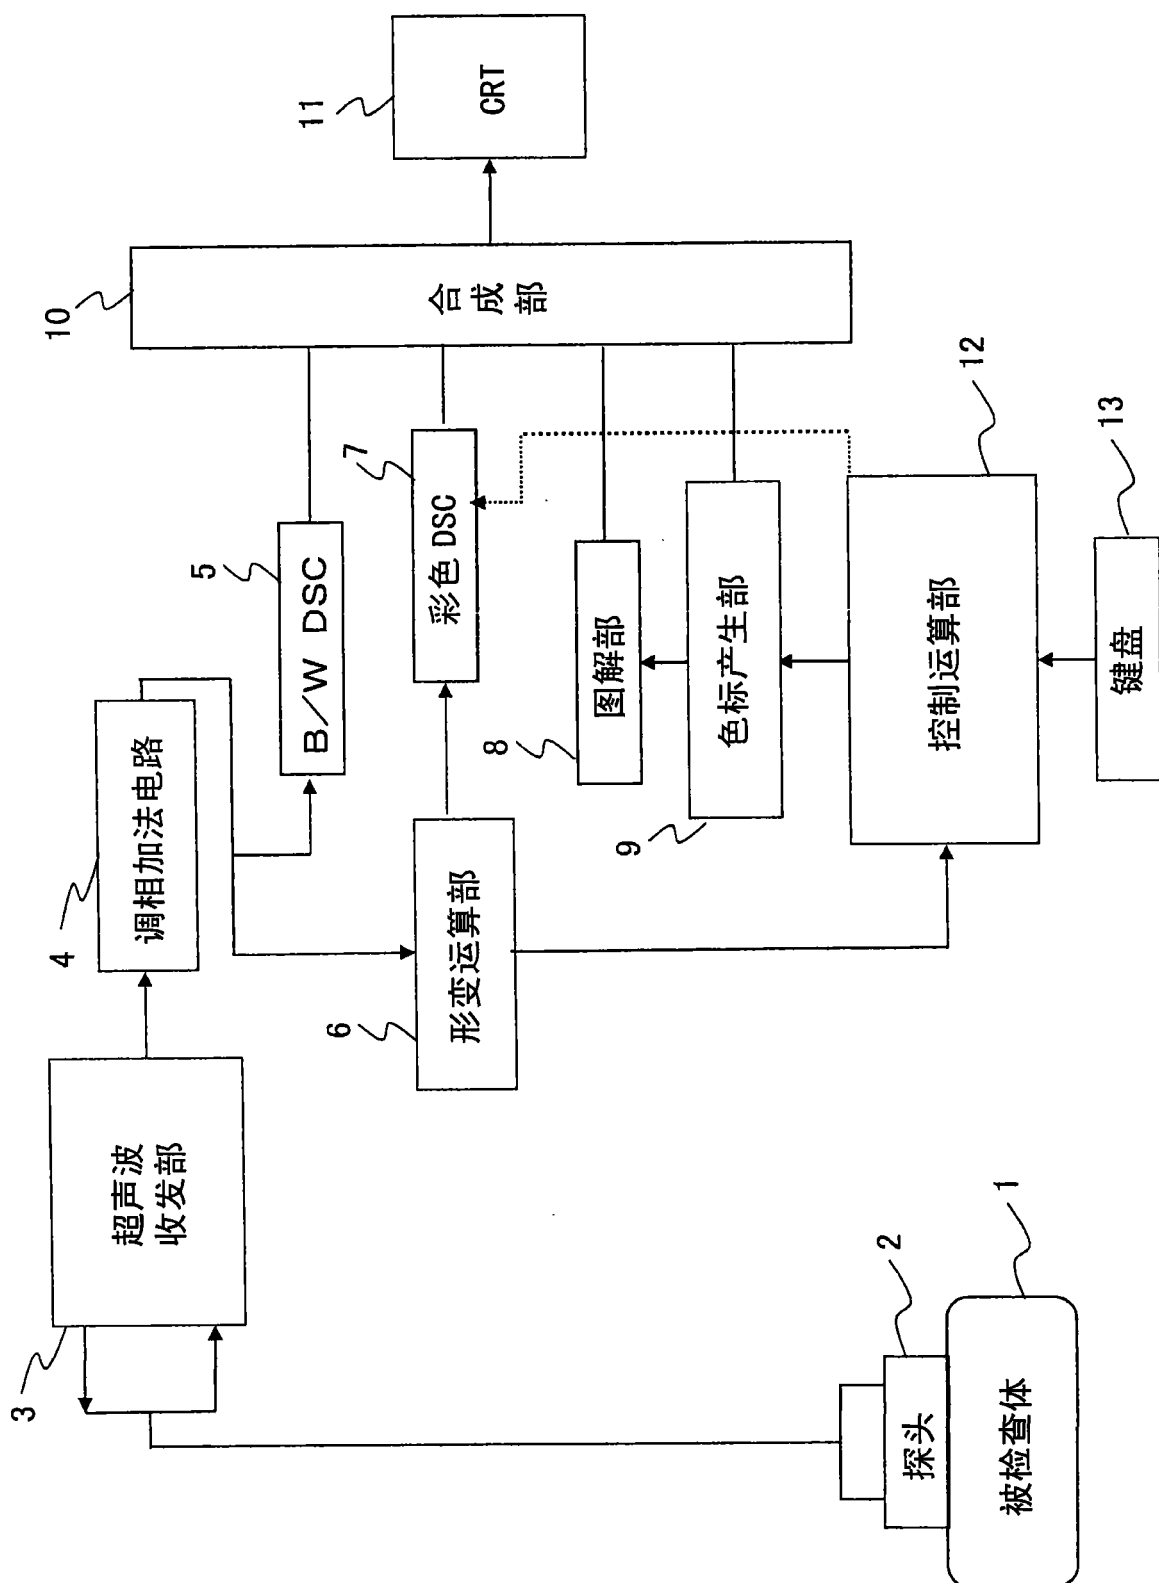 3
超声波
收发部
4
调相加法电路
10
合成部
11
CRT
5
B/W DSC
6
形变运算部
7
彩色 DSC
8
图解部
9
色标产生部
2
探头
1
被检查体
12
控制运算部
13
键盘